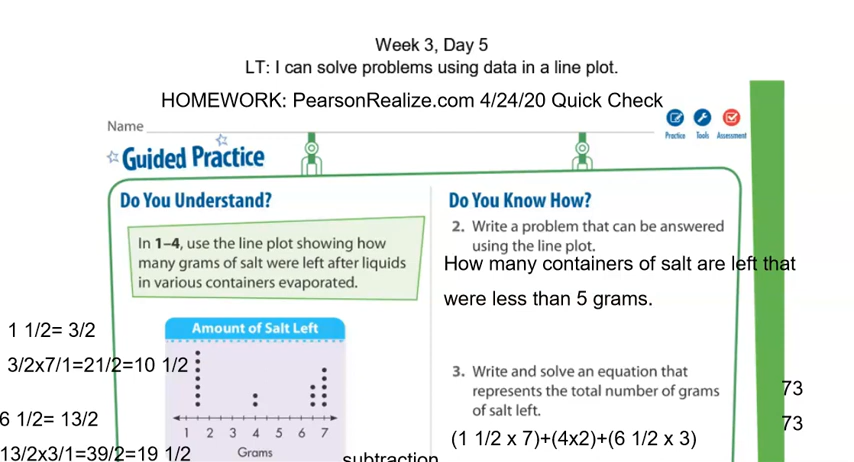 Week 3, Day 5
LT: I can solve problems using data in a line plot.
HOMEWORK: PearsonRealize.com 4/24/20 Quick Check
Name
Practice Tools Assessment
Guided Practice
Do You Understand?
In 1–4, use the line plot showing how
many grams of salt were left after liquids
in various containers evaporated.
1 1/2= 3/2
3/2x7/1=21/2=10 1/2
6 1/2= 13/2
13/2x3/1=39/2=19 1/2
Amount of Salt Left
1 2 3 4 5 6 7
Grams
subtraction
Do You Know How?
2. Write a problem that can be answered
using the line plot.
How many containers of salt are left that
were less than 5 grams.
3. Write and solve an equation that
represents the total number of grams
of salt left.
(1 1/2 x 7)+(4x2)+(6 1/2 x 3)
73
73